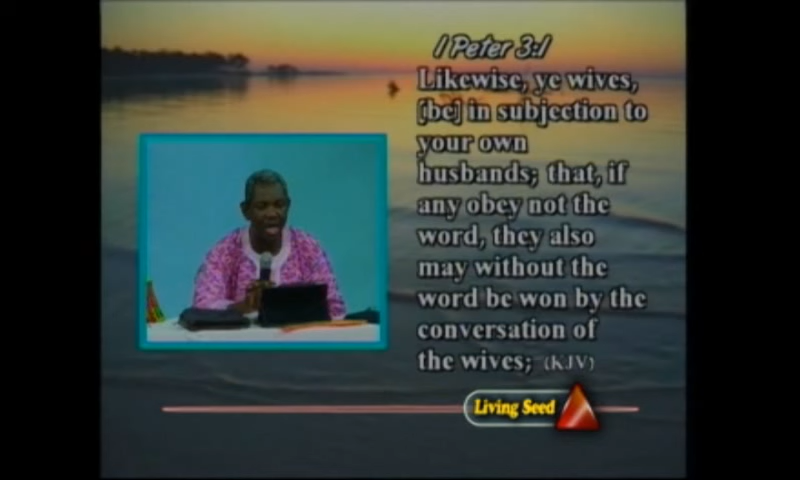 I Peter 3:1
Likewise, ye wives,
[be] in subjection to
your own
husbands; that, if
any obey not the
word, they also
may without the
word be won by the
conversation of
the wives; (KJV)
Living Seed